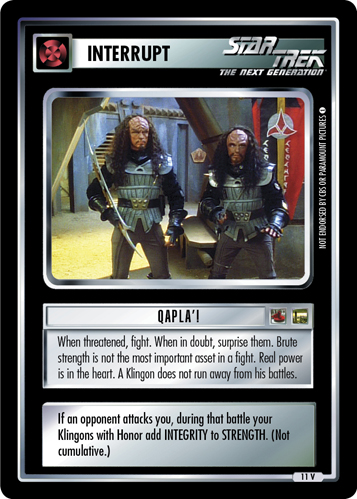 INTERRUPT
STAR TREK
THE NEXT GENERATION
NOT ENDORSED BY CBS OR PARAMOUNT PICTURES
QAPLA'!
When threatened, fight. When in doubt, surprise them. Brute
strength is not the most important asset in a fight. Real power
is in the heart. A Klingon does not run away from his battles.
If an opponent attacks you, during that battle your
Klingons with Honor add INTEGRITY to STRENGTH. (Not
cumulative.)
11 V